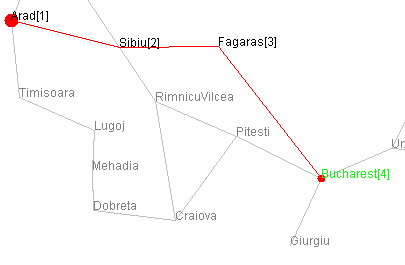 Arad[1]
Sibiu[2]
Fagaras[3]
Timisoara
RimnicuVilcea
Lugoj
Pitesti
Mehadia
Bucharest[4]
Dobreta
Craiova
Giurgiu